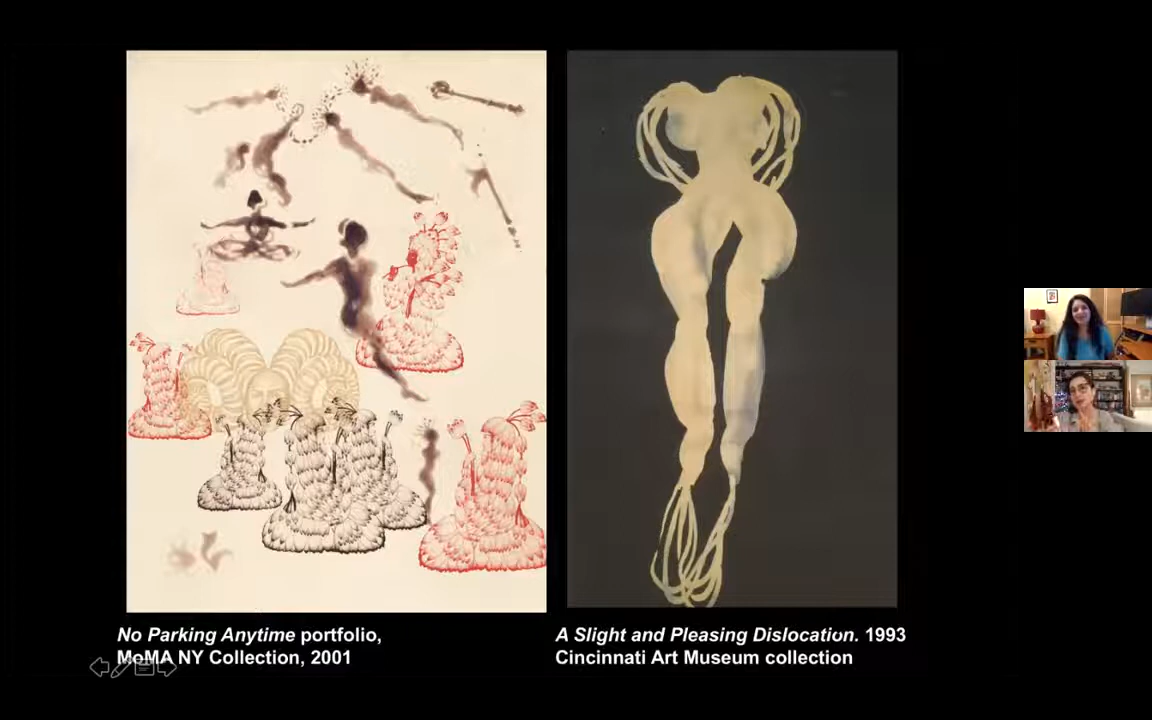 No Parking Anytime portfolio,
MoMA NY Collection, 2001
A Slight and Pleasing Dislocation. 1993
Cincinnati Art Museum collection